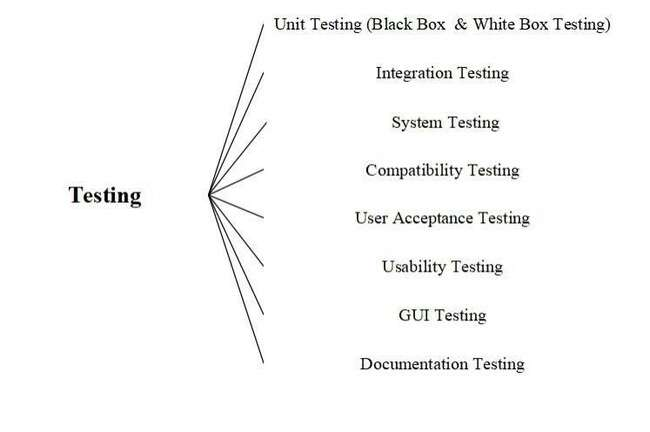 Unit Testing (Black Box & White Box Testing)
Integration Testing
System Testing
Compatibility Testing
Testing
User Acceptance Testing
Usability Testing
GUI Testing
Documentation Testing